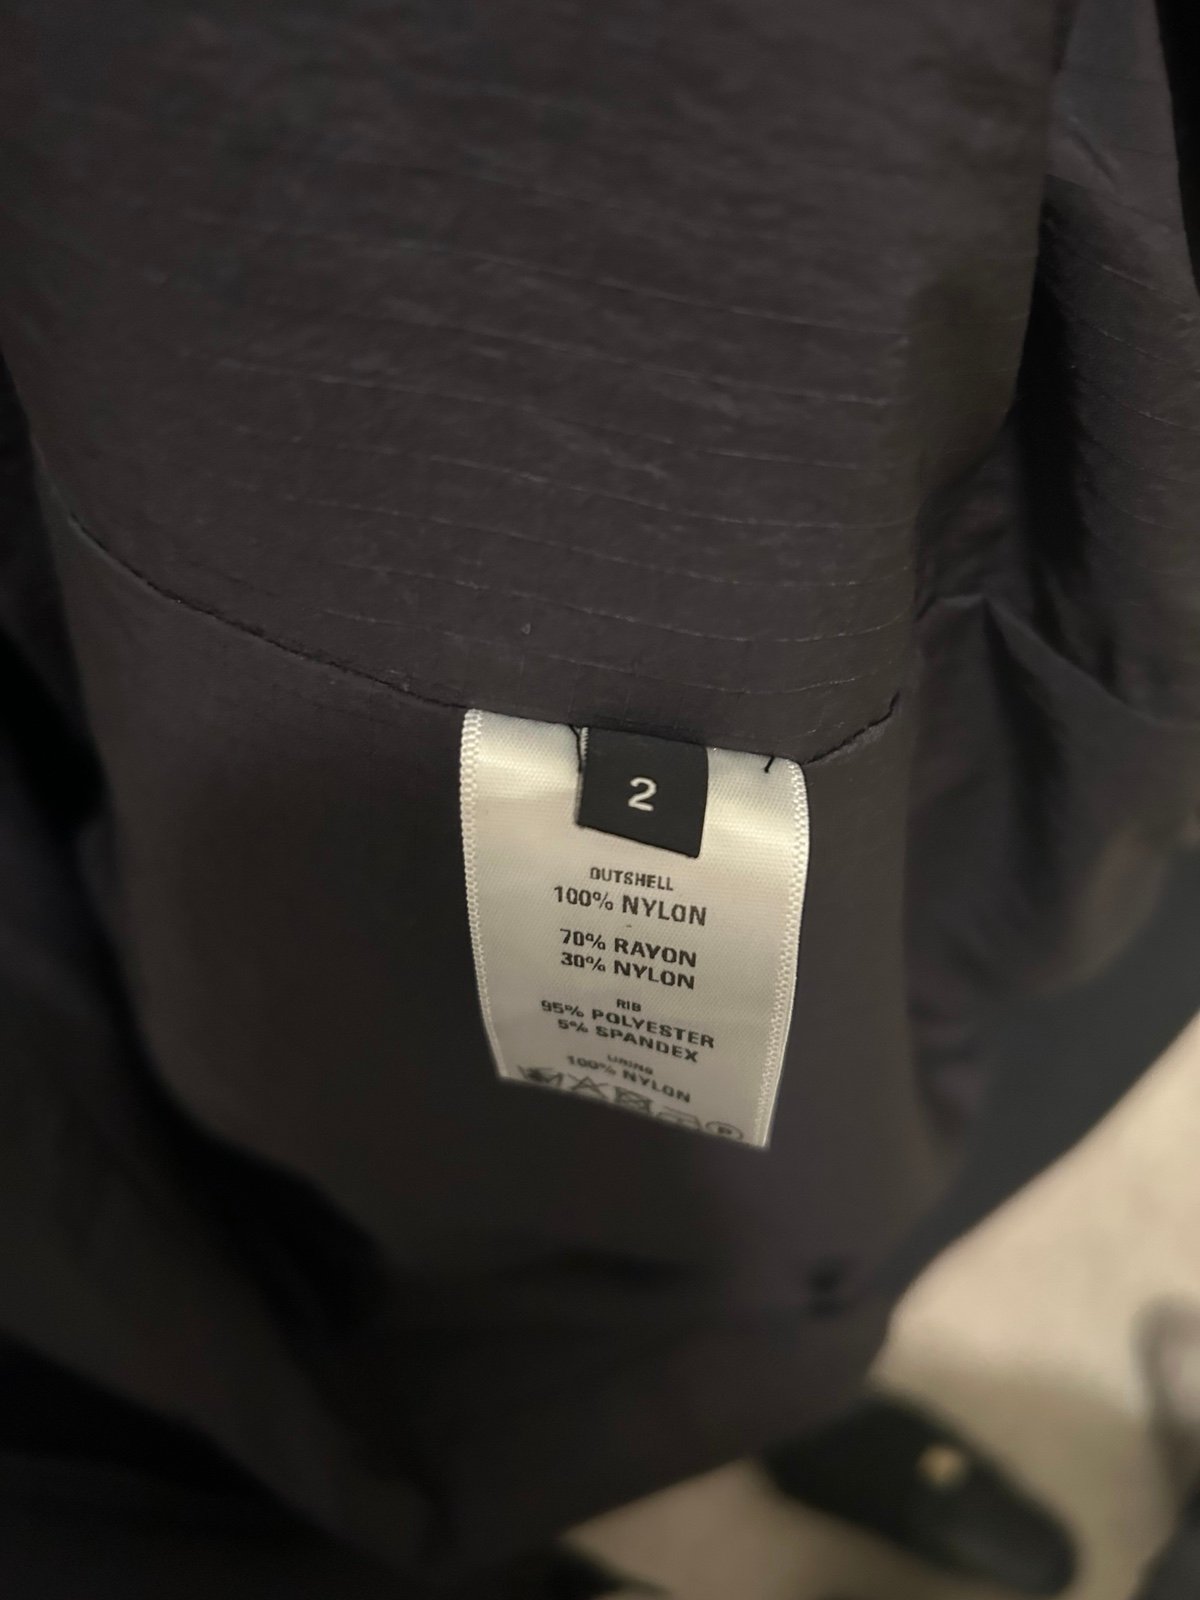 2
OUTSHELL
100% NYLON
70% RAYON
30% NYLON
RIB
95% POLYESTER
5% SPANDEX
LINING
100% NYLON
P